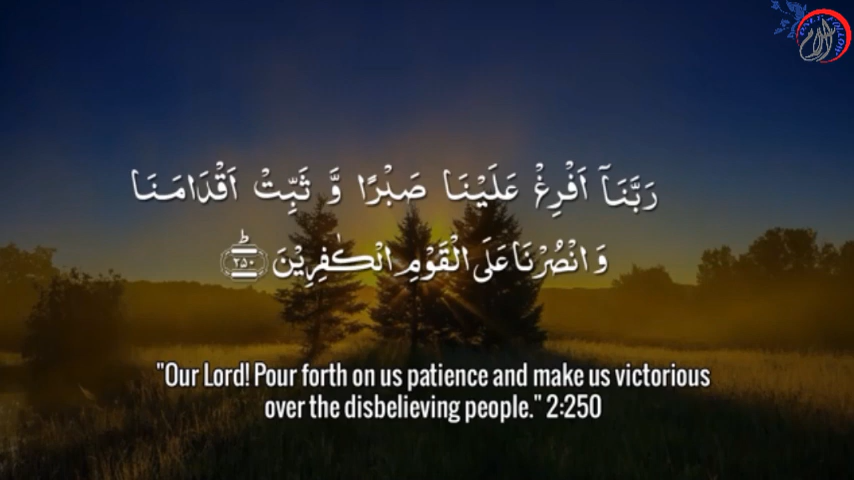 رَبَّنَآ اَفْرِغْ عَلَيْنَا صَبْرًا وَّ ثَبِّتْ اَقْدَامَنَا
وَانْصُرْنَا عَلَى الْقَوْمِ الْكٰفِرِيْنَ ﴿۲۵۰﴾
"Our Lord! Pour forth on us patience and make us victorious
over the disbelieving people." 2:250